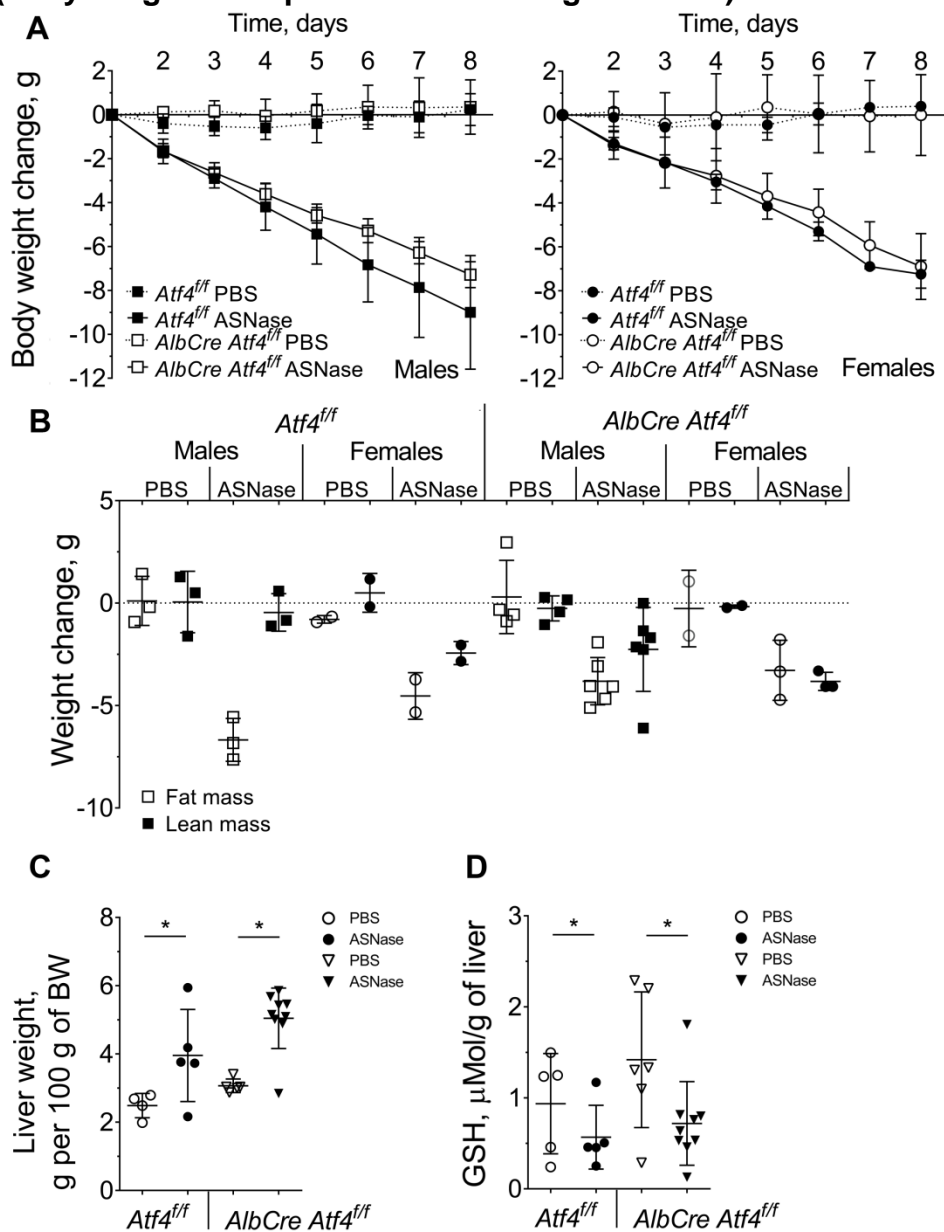 A
Time, days
Time, days
2 3 4 5 6 7 8
2 3 4 5 6 7 8
Body weight change, g
2
0
-2
-4
-6
-8
-10
-12
Atf4f/f PBS
Atf4f/f ASNase
AlbCre Atf4f/f PBS
AlbCre Atf4f/f ASNase
Males
2
0
-2
-4
-6
-8
-10
-12
Atf4f/f PBS
Atf4f/f ASNase
AlbCre Atf4f/f PBS
AlbCre Atf4f/f ASNase
Females
B
Atf4f/f
AlbCre Atf4f/f
Males Females Males Females
PBS ASNase PBS ASNase PBS ASNase PBS ASNase
Weight change, g
5
0
-5
-10
Fat mass
Lean mass
C
Liver weight,
g per 100 g of BW
8
6
4
2
0
* *
PBS
ASNase
PBS
ASNase
Atf4f/f AlbCre Atf4f/f
D
GSH, μMol/g of liver
3
2
1
0
* *
PBS
ASNase
PBS
ASNase
Atf4f/f AlbCre Atf4f/f